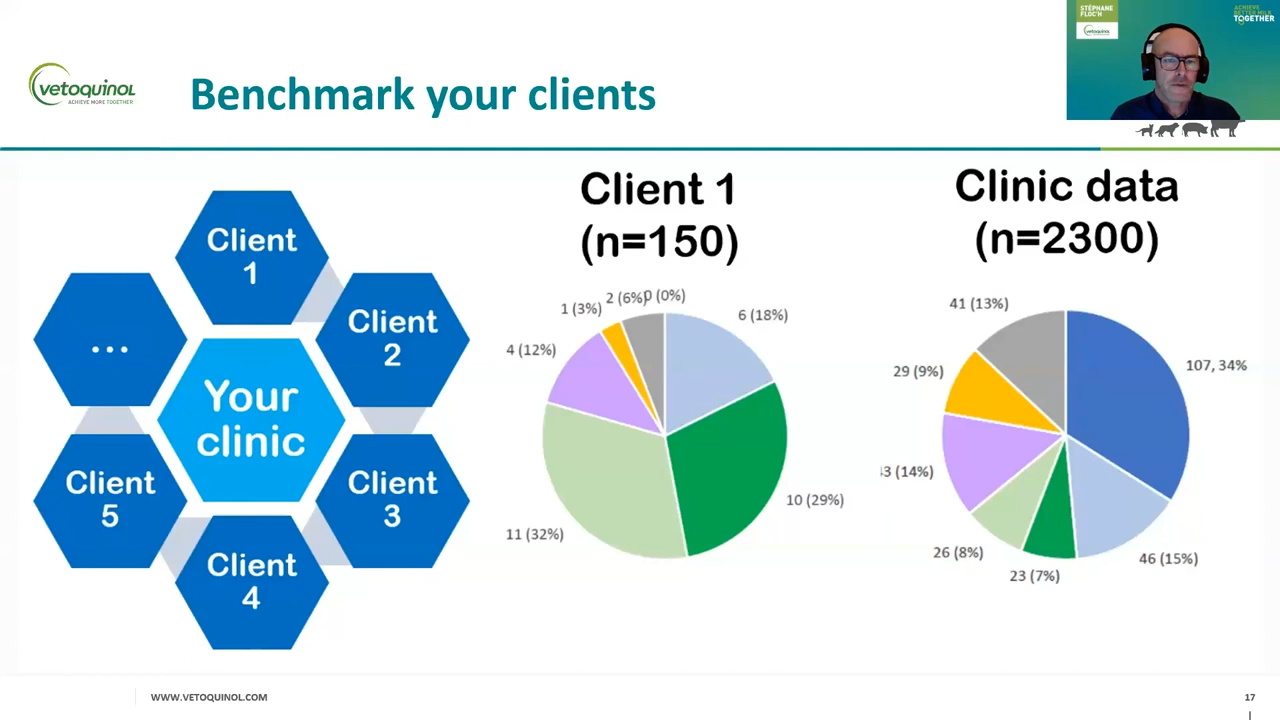 STÉPHANE
FLOC'H
vetoquinol
ACHIEVE
BETTER MILK
TOGETHER
vetoquinol
ACHIEVE MORE TOGETHER
Benchmark your clients
Client
1
Client
2
Client
3
Client
4
Client
5
...
Your
clinic
Client 1
(n=150)
0 (0%)
6 (18%)
10 (29%)
11 (32%)
4 (12%)
1 (3%)
2 (6%)
Clinic data
(n=2300)
107, 34%
46 (15%)
23 (7%)
26 (8%)
3 (14%)
29 (9%)
41 (13%)
WWW.VETOQUINOL.COM
17